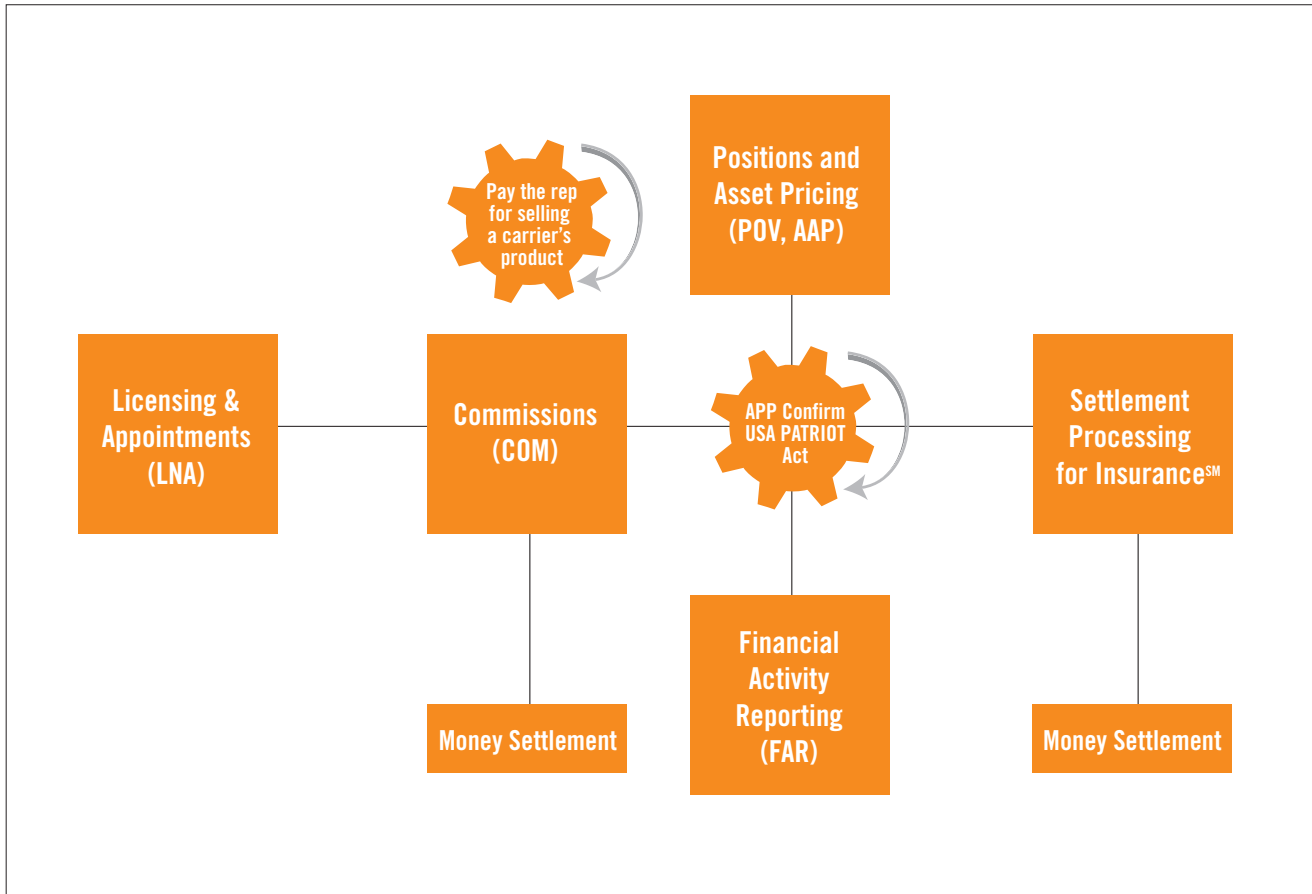 Pay the rep
for selling
a carrier’s
product
Positions and
Asset Pricing
(POV, AAP)
Licensing &
Appointments
(LNA)
Commissions
(COM)
APP Confirm
USA PATRIOT
Act
Settlement
Processing
for Insurance℠
Financial
Activity
Reporting
(FAR)
Money Settlement
Money Settlement